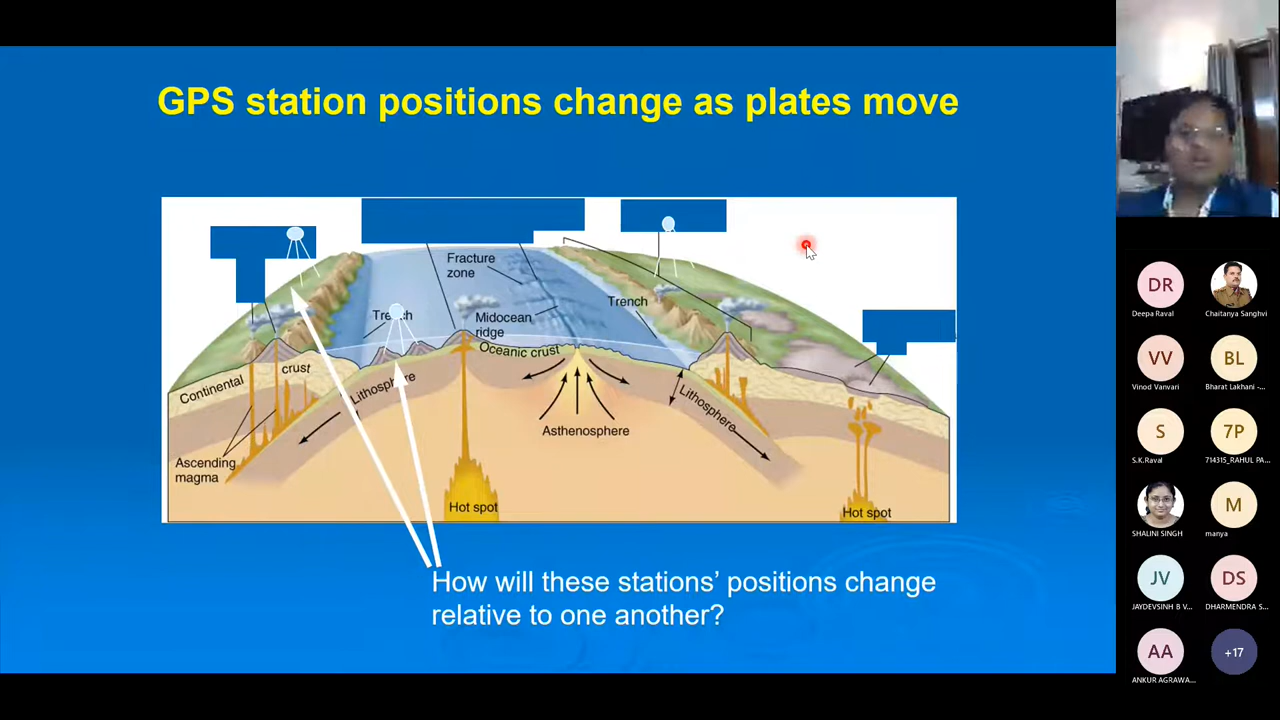 GPS station positions change as plates move
Fracture
zone
Trench
Midocean
ridge
Trench
Oceanic crust
Continental
crust
Lithosphere
Lithosphere
Asthenosphere
Ascending
magma
Hot spot
Hot spot
How will these stations’ positions change
relative to one another?
DR
Deepa Raval
Chaitanya Sanghvi
VV
Vinod Vanvari
BL
Bharat Lakhani -...
S
S.K.Raval
7P
714315_RAHUL PA...
SHALINI SINGH
M
manya
JV
JAYDEVSINH B V...
DS
DHARMENDRA S...
AA
ANKUR AGRAWA...
+17